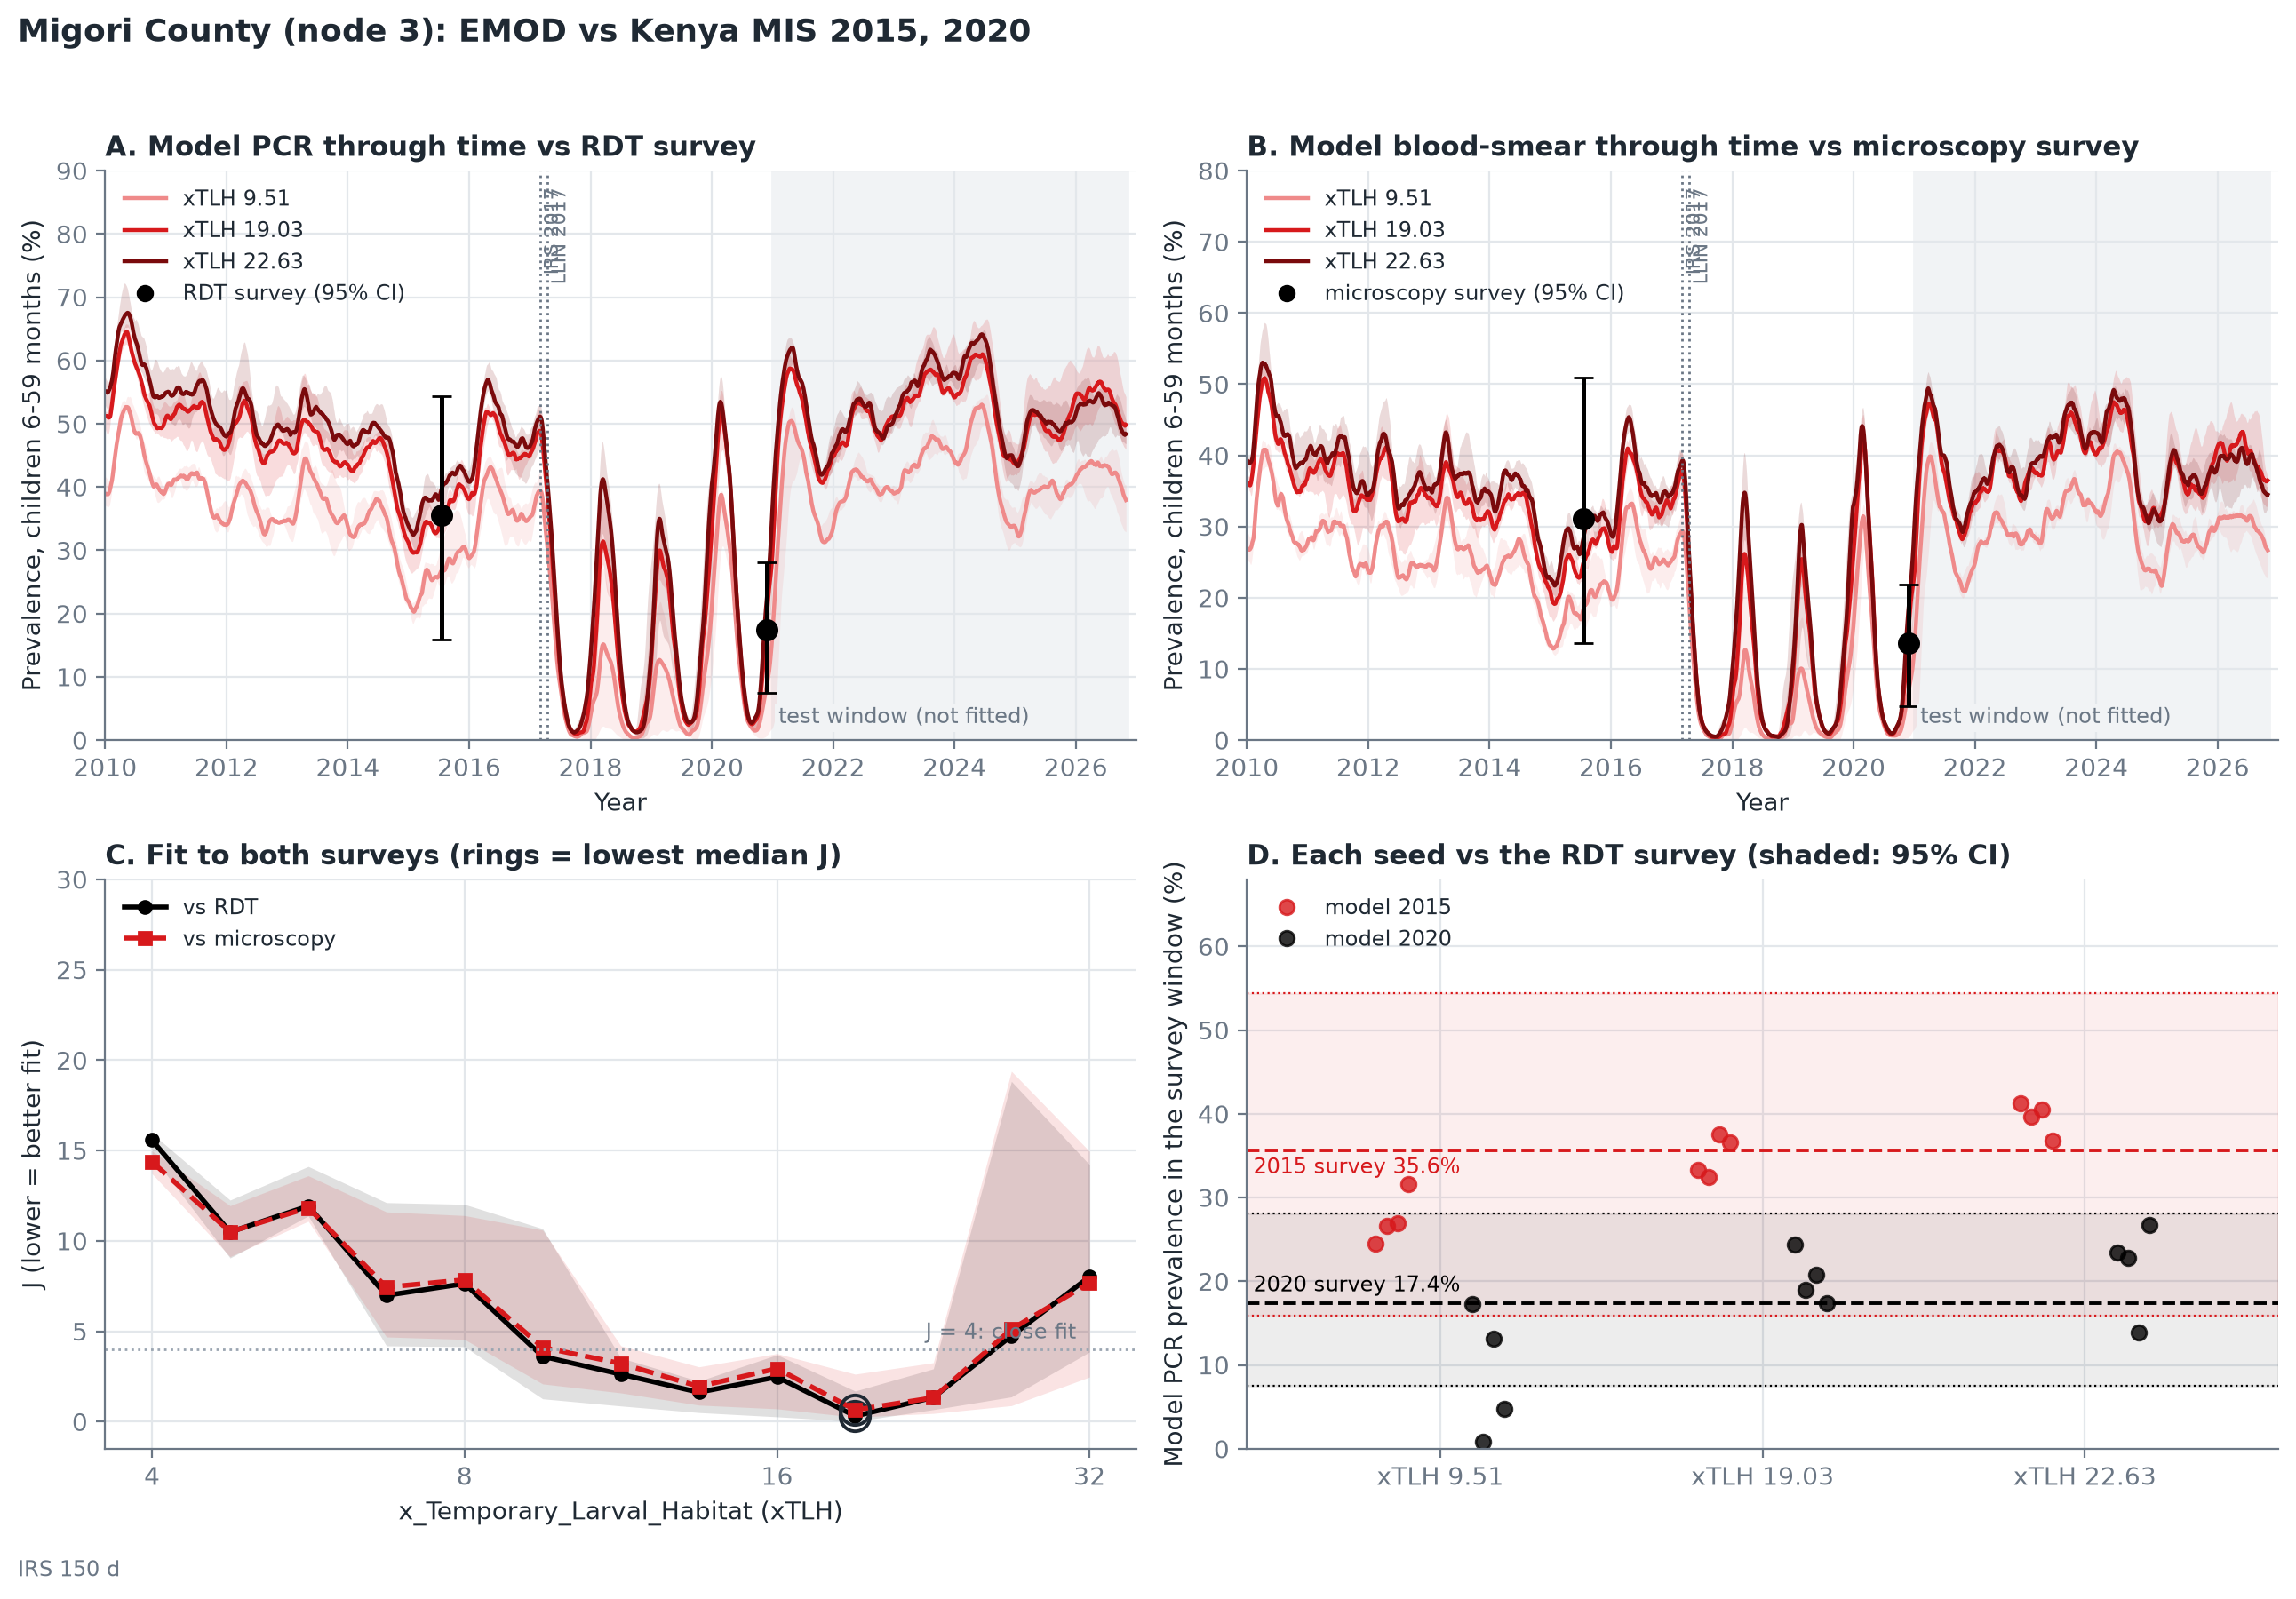 Migori County (node 3): EMOD vs Kenya MIS 2015, 2020
A. Model PCR through time vs RDT survey
Prevalence, children 6-59 months (%)
90
80
70
60
50
40
30
20
10
0
xTLH 9.51
xTLH 19.03
xTLH 22.63
RDT survey (95% CI)
IRS 2017
LLIN 2017
test window (not fitted)
2010 2012 2014 2016 2018 2020 2022 2024 2026
Year
B. Model blood-smear through time vs microscopy survey
Prevalence, children 6-59 months (%)
80
70
60
50
40
30
20
10
0
xTLH 9.51
xTLH 19.03
xTLH 22.63
microscopy survey (95% CI)
IRS 2017
LLIN 2017
test window (not fitted)
2010 2012 2014 2016 2018 2020 2022 2024 2026
Year
C. Fit to both surveys (rings = lowest median J)
J (lower = better fit)
30
25
20
15
10
5
0
vs RDT
vs microscopy
J = 4: close fit
4 8 16 32
x_Temporary_Larval_Habitat (xTLH)
D. Each seed vs the RDT survey (shaded: 95% CI)
Model PCR prevalence in the survey window (%)
60
50
40
30
20
10
0
model 2015
model 2020
2015 survey 35.6%
2020 survey 17.4%
xTLH 9.51 xTLH 19.03 xTLH 22.63
IRS 150 d